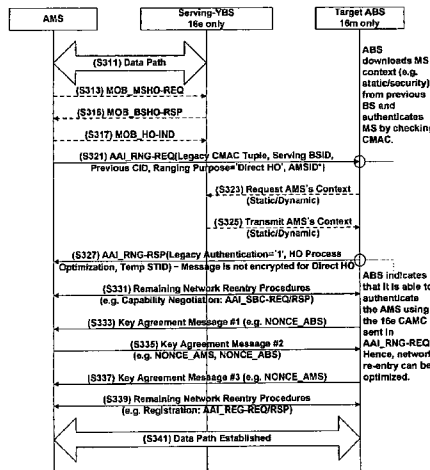 AMS
Serving-YBS
16e only
Target ABS
16m only
(S311) Data Path
(S313) MOB_MSHO-REQ
(S315) MOB_BSHO-RSP
(S317) MOB_HO-IND
ABS
downloads MS
context (e.g.
static/security)
from previous
BS and
authenticates
MS by checking
CMAC.
(S321) AAI_RNG-REQ(Legacy CMAC Tuple, Serving BSID,
Previous CID, Ranging Purpose='Direct HO', AMSID*)
(S323) Request AMS's Context
(Static/Dynamic)
(S325) Transmit AMS's Context
(Static/Dynamic)
(S327) AAI_RNG-RSP(Legacy Authentication='1', HO Process
Optimization, Temp STID) – Message is not encrypted for Direct HO
(S331) Remaining Network Reentry Procedures
(e.g. Capability Negotiation: AAI_SBC-REQ/RSP)
(S333) Key Agreement Message #1 (e.g. NONCE_ABS)
(S335) Key Agreement Message #2
(e.g. NONCE_AMS, NONCE_ABS)
(S337) Key Agreement Message #3 (e.g. NONCE_AMS)
(S339) Remaining Network Reentry Procedures
(e.g. Registration: AAI_REG-REQ/RSP)
ABS indicates
that it is able to
authenticate
the AMS using
the 16e CAMC
sent in
AAI_RNG-REQ
Hence, network
re-entry can be
optimized.
(S341) Data Path Established